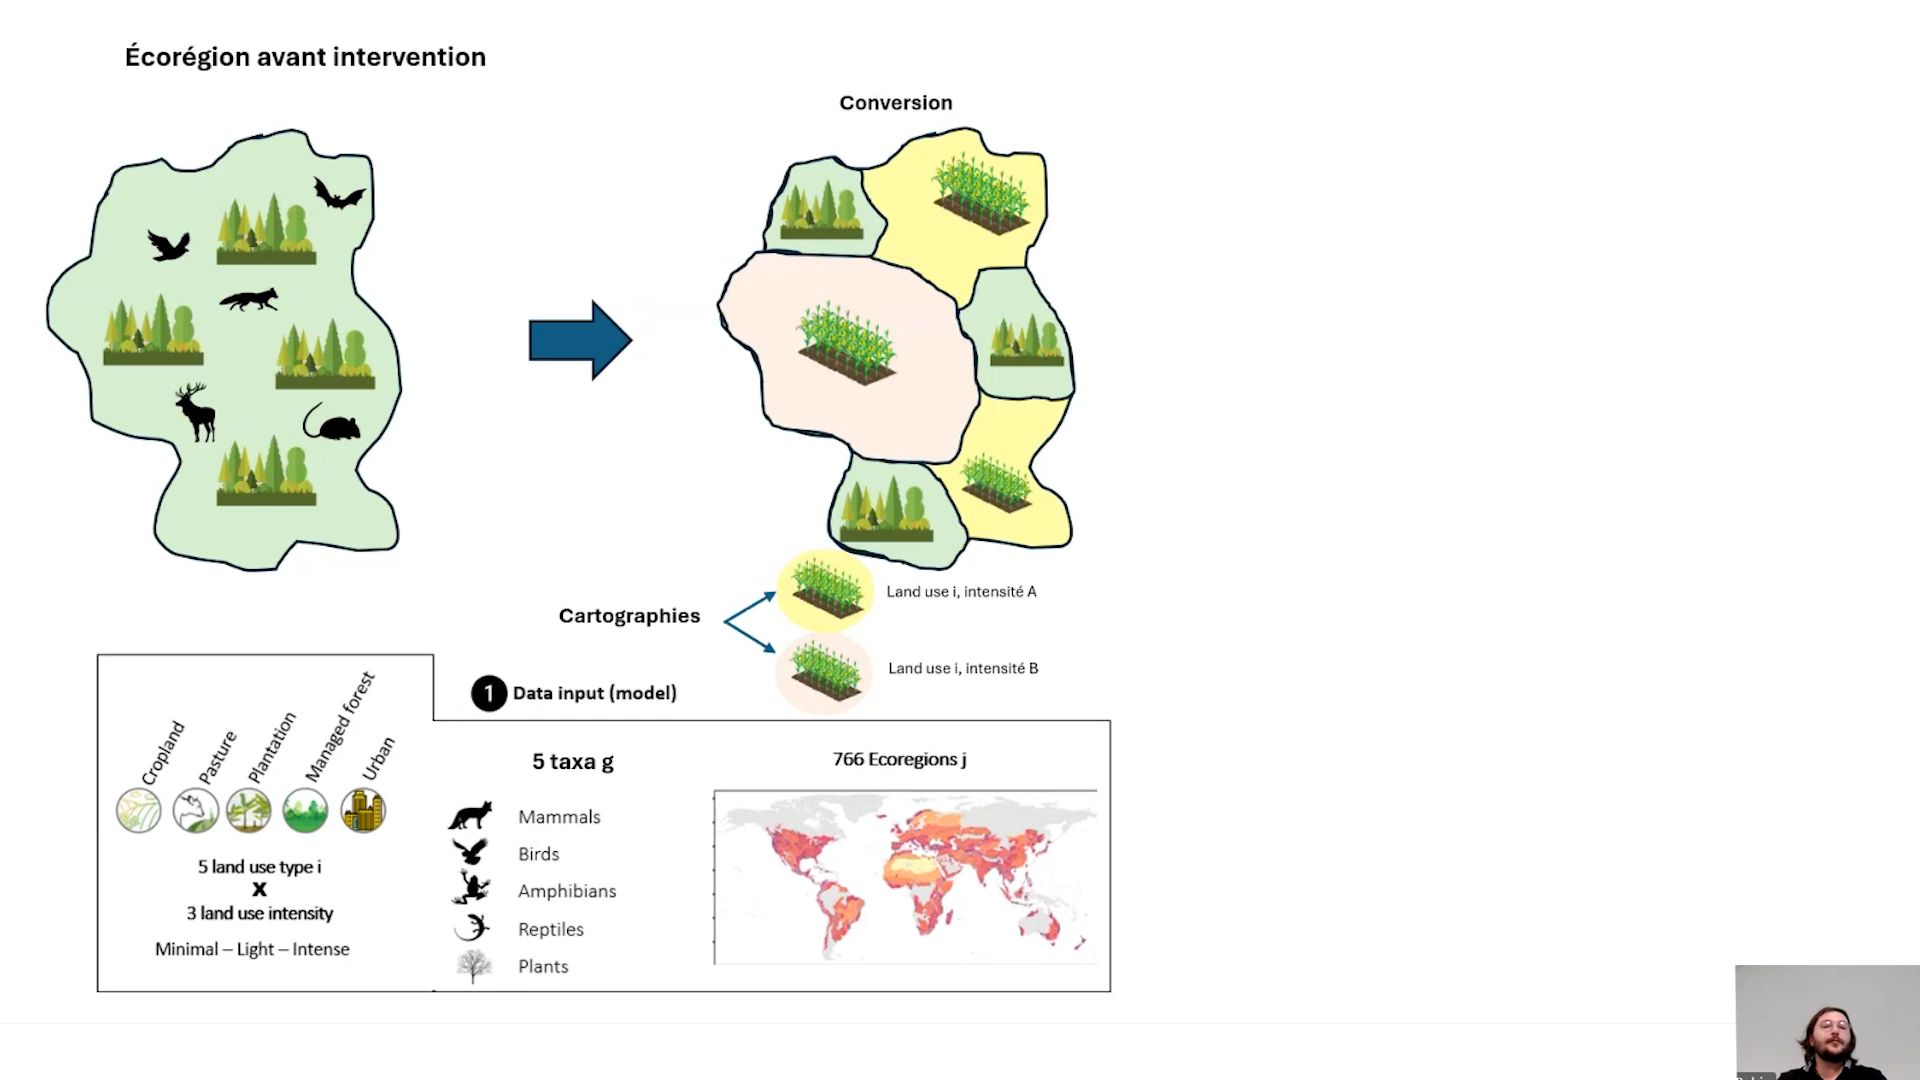 Écorégion avant intervention
Conversion
Cartographies
Land use i, intensité A
Land use i, intensité B
1 Data input (model)
Cropland
Pasture
Plantation
Managed forest
Urban
5 land use type i
X
3 land use intensity
Minimal – Light – Intense
5 taxa g
Mammals
Birds
Amphibians
Reptiles
Plants
766 Ecoregions j